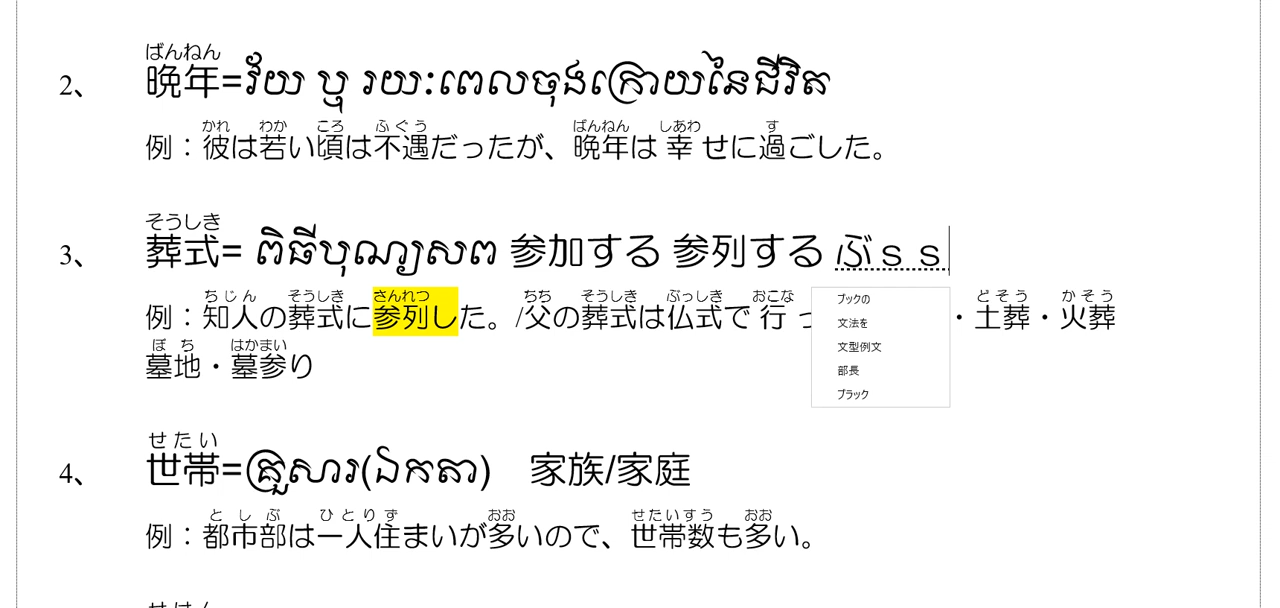 ばんねん
2、 晩年=វ័យ ឬ រយៈពេលចុងក្រោយនៃជីវិត
かれ わか ころ ふぐう ばんねん しあわ す
例：彼は若い頃は不遇だったが、晩年は幸せに過ごした。
そうしき
3、 葬式= ពិធីបុណ្យសព 参加する 参列する ぶｓｓ
ちじん そうしき さんれつ ちち そうしき ぶっしき おこな どそう かそう
例：知人の葬式に参列した。/父の葬式は仏式で行っ ・土葬・火葬
ぼち はかまい
墓地・墓参り
ブックの
文法を
文型例文
部長
ブラック
せたい
4、 世帯=គ្រួសារ(ឯកតា) 家族/家庭
としぶ ひとりず おお せたいすう おお
例：都市部は一人住まいが多いので、世帯数も多い。